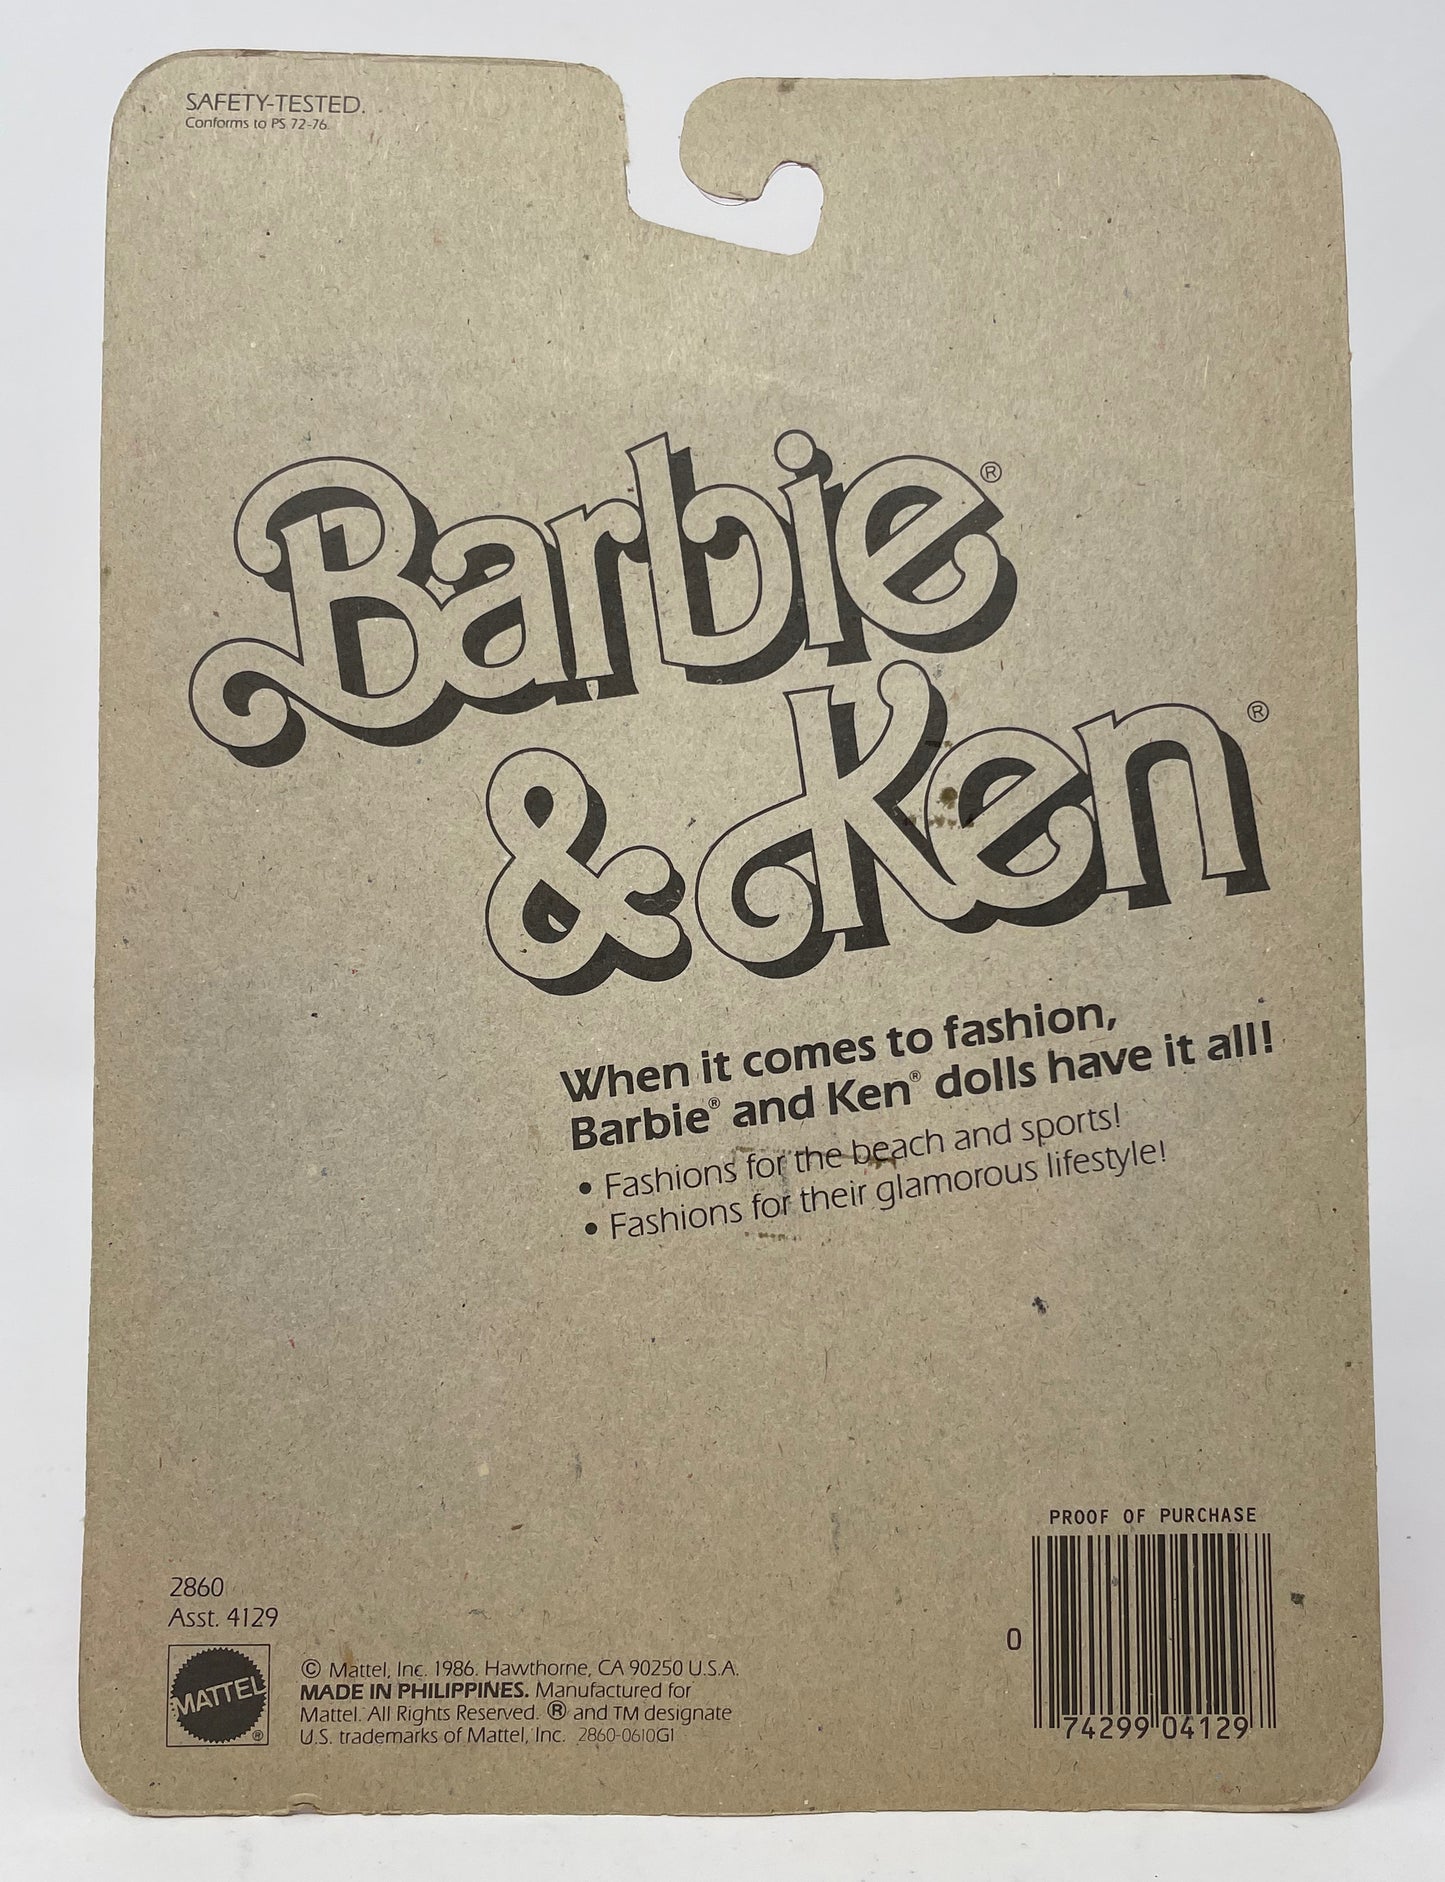 SAFETY-TESTED.
Conforms to PS 72-76
Barbie®
& Ken®
When it comes to fashion,
Barbie® and Ken® dolls have it all!
• Fashions for the beach and sports!
• Fashions for their glamorous lifestyle!
PROOF OF PURCHASE
0 74299 04129
2860
Asst. 4129
MATTEL ®
© Mattel, Inc. 1986. Hawthorne, CA 90250 U.S.A.
MADE IN PHILIPPINES. Manufactured for
Mattel. All Rights Reserved. ® and TM designate
U.S. trademarks of Mattel, Inc. 2860-0610G1